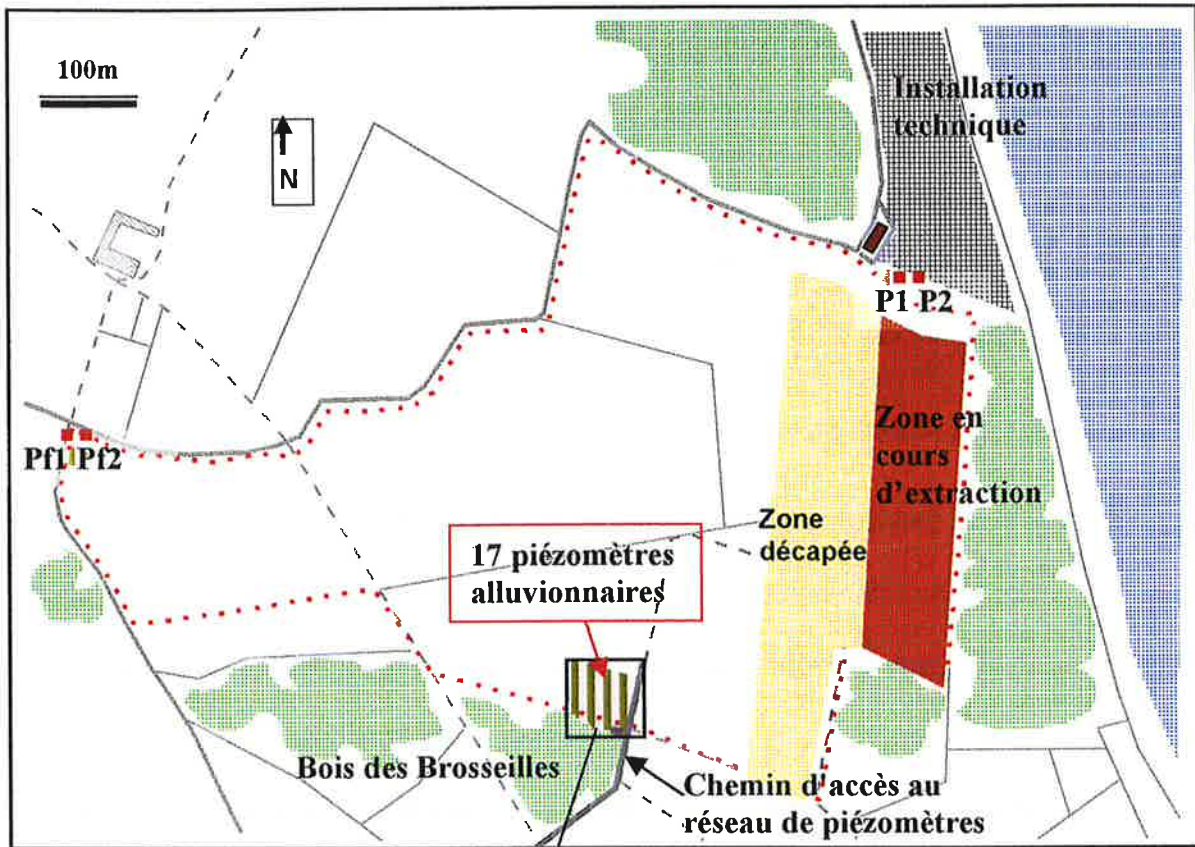 100m
N
Installation
technique
P1 P2
Zone en
cours
d'extraction
Pf1 Pf2
Zone
décapée
17 piézomètres
alluvionnaires
Bois des Brosseilles
Chemin d'accès au
réseau de piézomètres